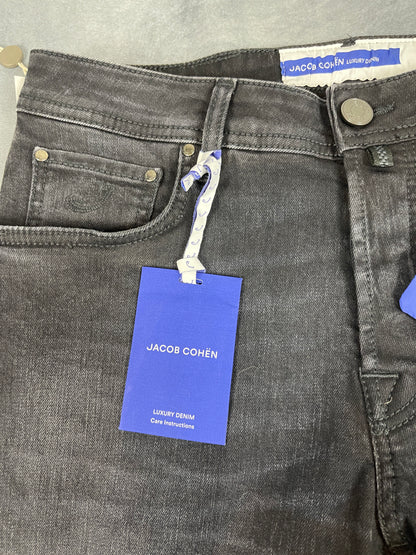 JACOB COHËN LUXURY DENIM
JACOB COHËN
LUXURY DENIM
Care Instructions